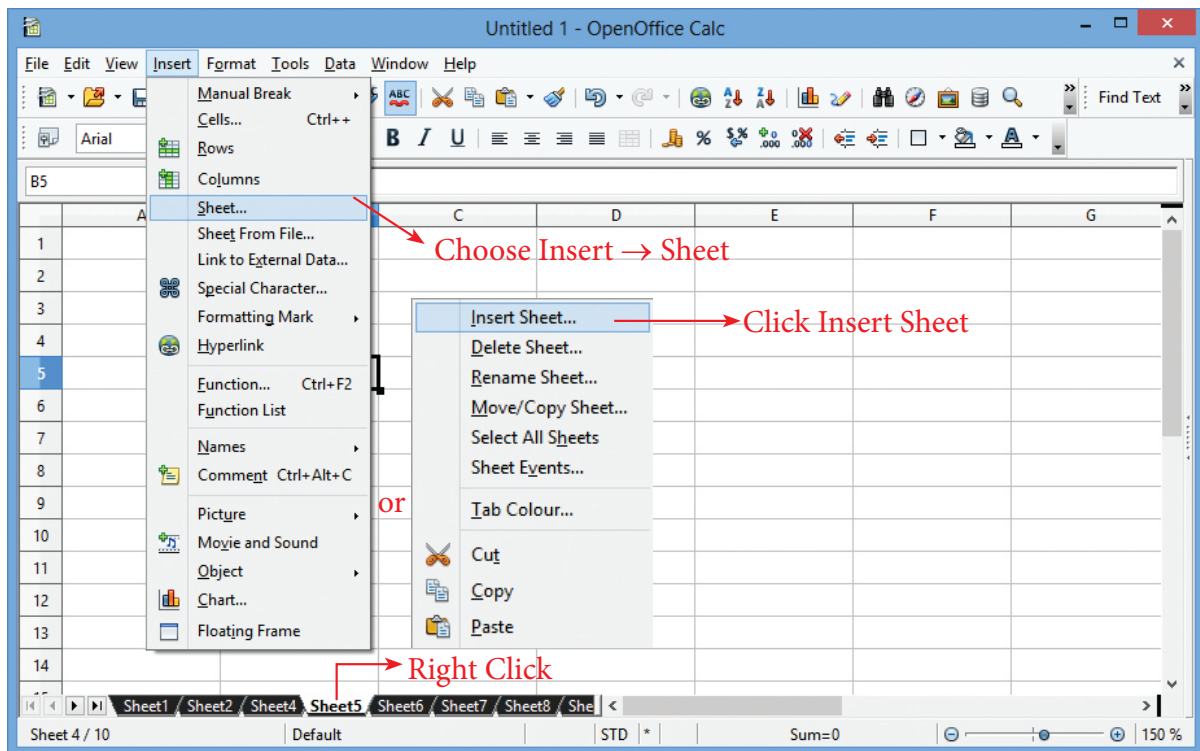 Untitled 1 - OpenOffice Calc
File Edit View Insert Format Tools Data Window Help
ABC
Find Text
Arial
B I U
B5
A C D E F G
1
2
3
4
5
6
7
8
9
10
11
12
13
14
Manual Break
Cells... Ctrl++
Rows
Columns
Sheet...
Sheet From File...
Link to External Data...
Special Character...
Formatting Mark
Hyperlink
Function... Ctrl+F2
Function List
Names
Comment Ctrl+Alt+C
Picture
Movie and Sound
Object
Chart...
Floating Frame
Choose Insert → Sheet
or
Insert Sheet...
Delete Sheet...
Rename Sheet...
Move/Copy Sheet...
Select All Sheets
Sheet Events...
Tab Colour...
Cut
Copy
Paste
Click Insert Sheet
Right Click
Sheet1 Sheet2 Sheet4 Sheet5 Sheet6 Sheet7 Sheet8 She
Sheet 4 / 10 Default STD * Sum=0 150 %